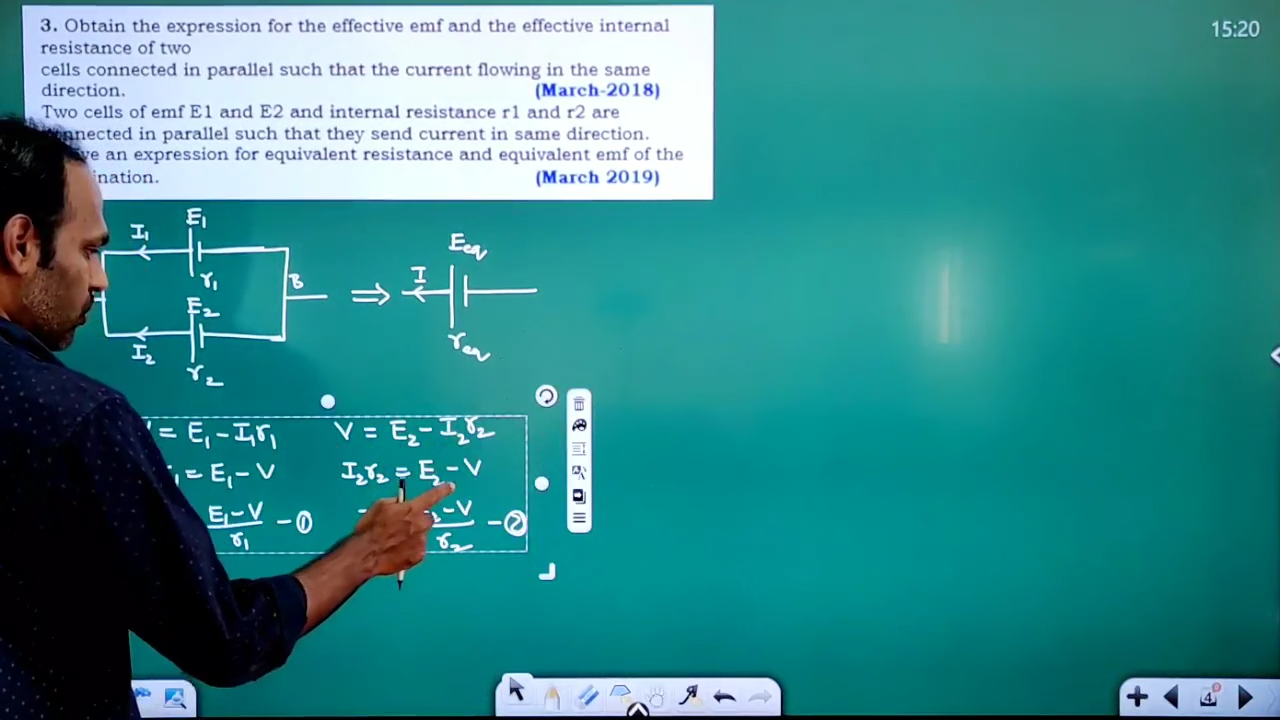 3. Obtain the expression for the effective emf and the effective internal
resistance of two
cells connected in parallel such that the current flowing in the same
direction. (March-2018)
Two cells of emf E1 and E2 and internal resistance r1 and r2 are
in parallel such that they send current in same direction.
an expression for equivalent resistance and equivalent emf of the
(March 2019)
15:20
E₁
I₁
r₁
B
E₂
I₂
r₂
⇒
E_eq
I
r_eq
= E₁ - I₁r₁
V = E₂ - I₂r₂
= E₁ - V
I₂r₂ = E₂ - V
E₁-V / r₁ - ①
-V / r₂ - ②
4